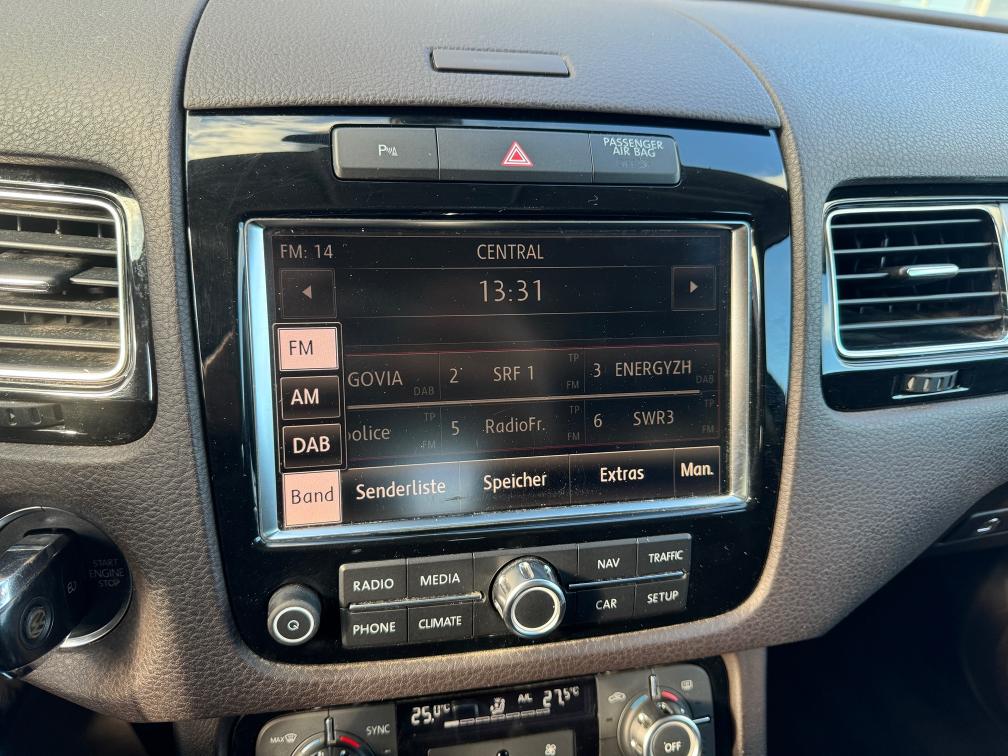 P
PASSENGER
AIR BAG
FM: 14 CENTRAL
13:31
FM
GOVIA DAB 2 SRF 1 TP FM 3 ENERGYZH DAB
AM
olice TP FM 5 RadioFr. TP FM 6 SWR3 TP FM
DAB
Band Senderliste Speicher Extras Man.
START
ENGINE
STOP
RADIO MEDIA NAV TRAFFIC
PHONE CLIMATE CAR SETUP
25.0°C A/C 27.5°C
MAX SYNC OFF